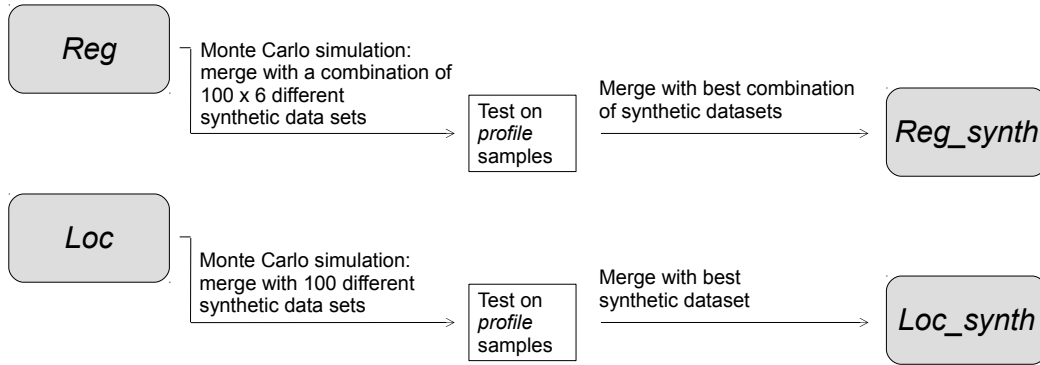 Reg
Monte Carlo simulation:
merge with a combination of
100 x 6 different
synthetic data sets
Test on
profile
samples
Merge with best combination
of synthetic datasets
Reg_synth
Loc
Monte Carlo simulation:
merge with 100 different
synthetic data sets
Test on
profile
samples
Merge with best
synthetic dataset
Loc_synth